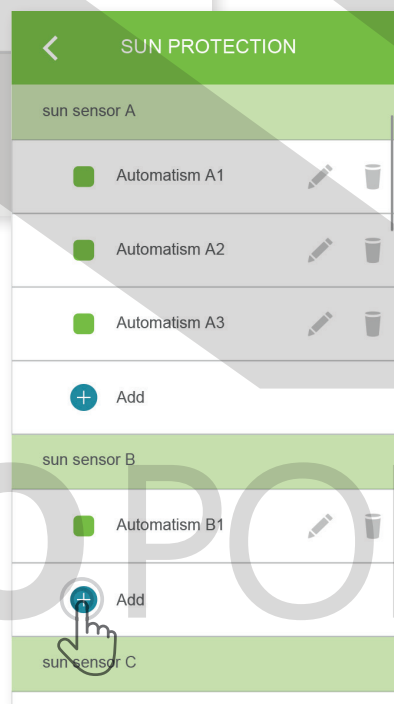 SUN PROTECTION
sun sensor A
Automatism A1
Automatism A2
Automatism A3
Add
sun sensor B
Automatism B1
Add
sun sensor C